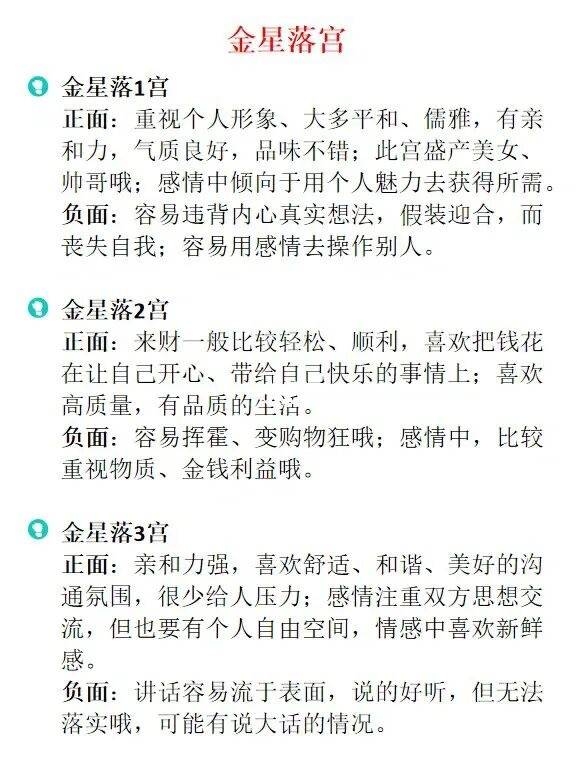 金星落宫
金星落1宫
正面：重视个人形象、大多平和、儒雅，有亲
和力，气质良好，品味不错；此宫盛产美女、
帅哥哦；感情中倾向于用个人魅力去获得所需。
负面：容易违背内心真实想法，假装迎合，而
丧失自我；容易用感情去操作别人。
金星落2宫
正面：来财一般比较轻松、顺利，喜欢把钱花
在让自己开心、带给自己快乐的事情上；喜欢
高质量，有品质的生活。
负面：容易挥霍、变购物狂哦；感情中，比较
重视物质、金钱利益哦。
金星落3宫
正面：亲和力强，喜欢舒适、和谐、美好的沟
通氛围，很少给人压力；感情注重双方思想交
流，但也要有个人自由空间，情感中喜欢新鲜
感。
负面：讲话容易流于表面，说的好听，但无法
落实哦，可能有说大话的情况。